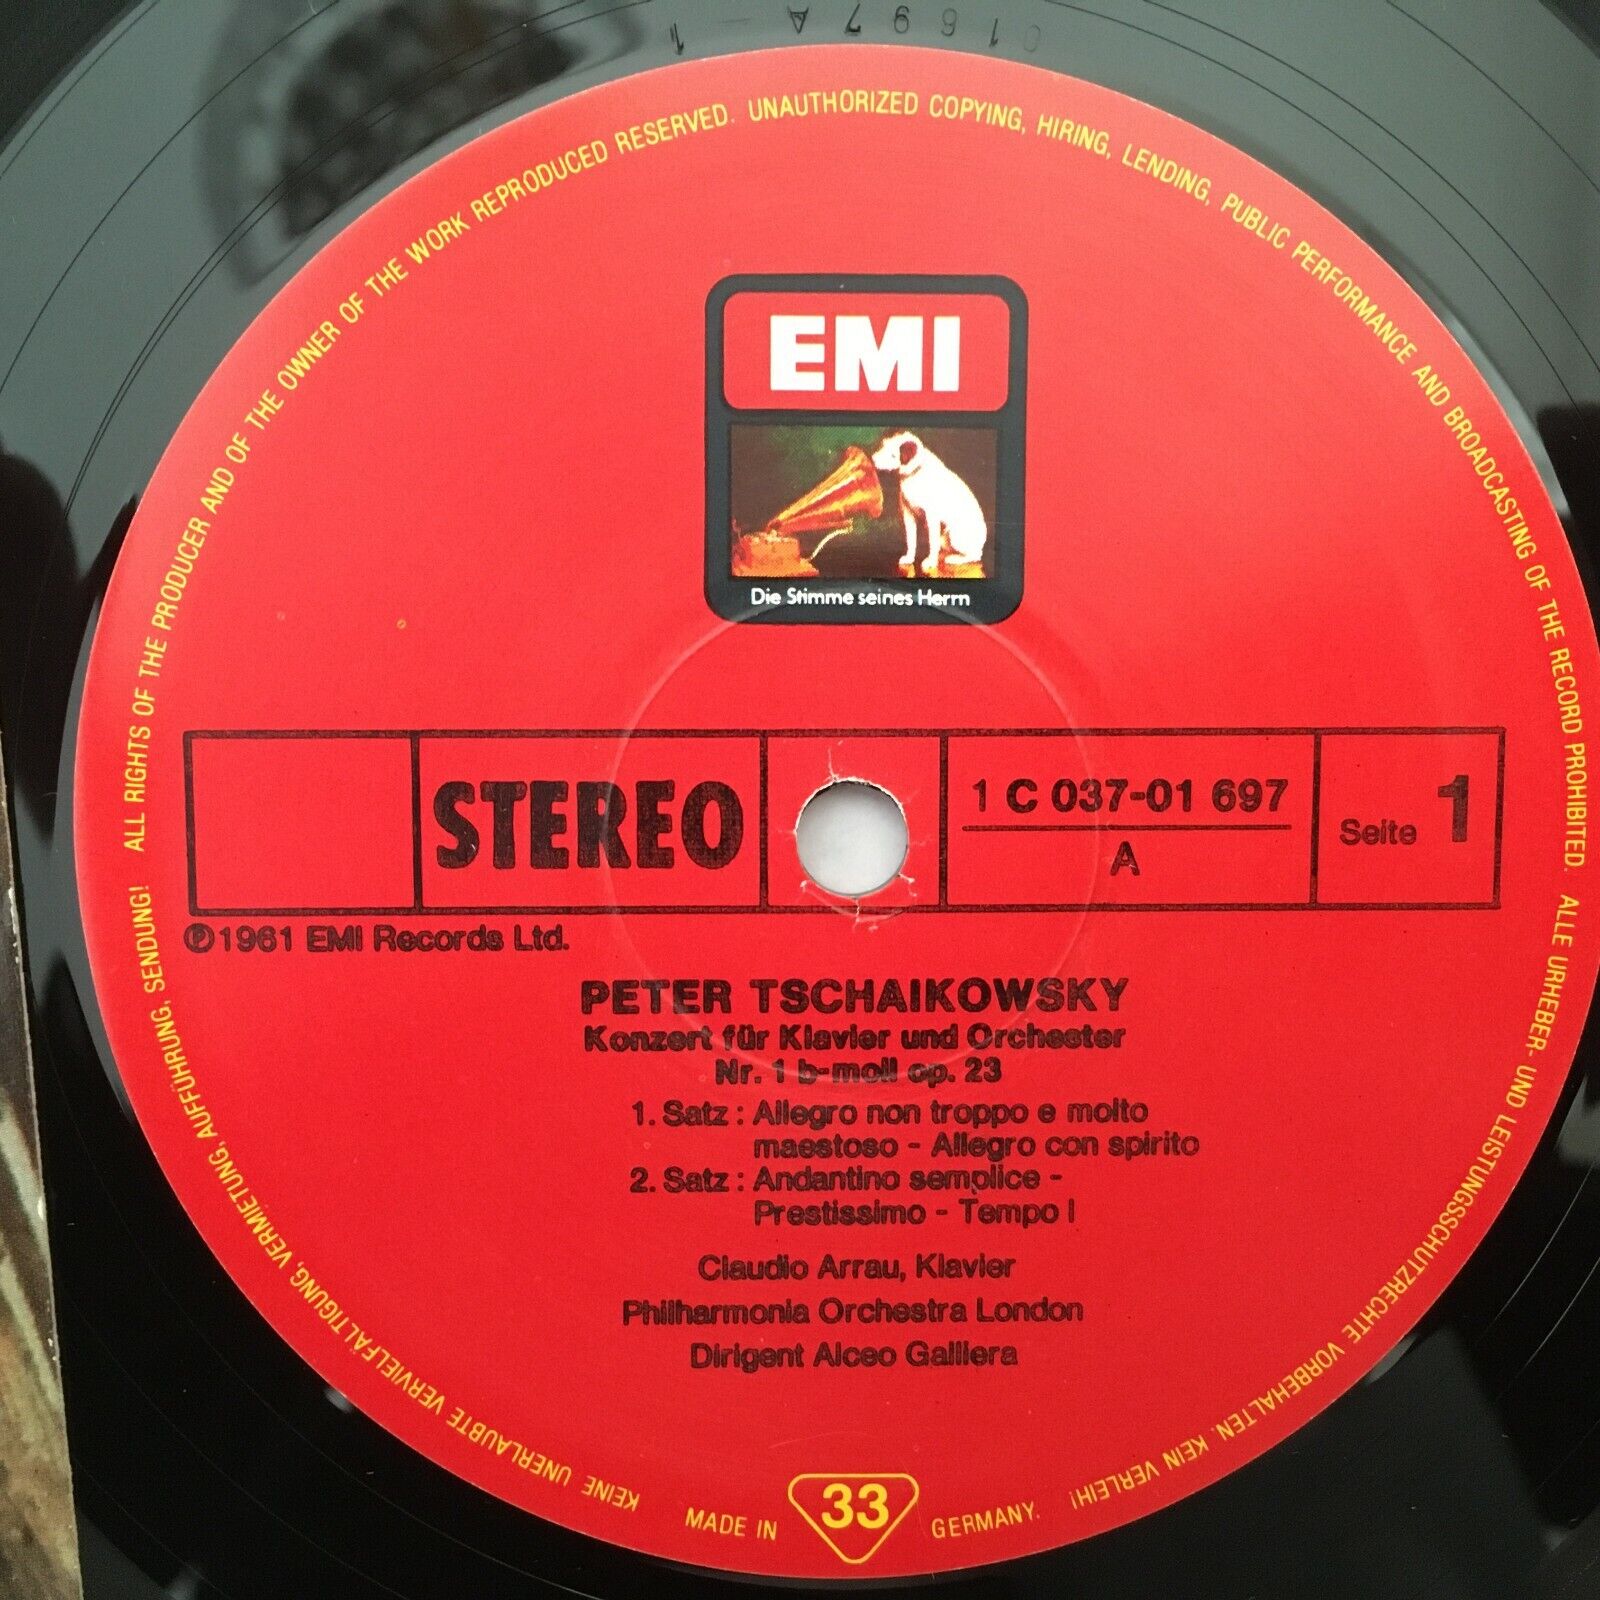 01697 A - 1
ALL RIGHTS OF THE PRODUCER AND OF THE OWNER OF THE WORK REPRODUCED RESERVED. UNAUTHORIZED COPYING, HIRING, LENDING, PUBLIC PERFORMANCE AND BROADCASTING OF THE RECORD PROHIBITED. ALLE URHEBER- UND LEISTUNGSSCHUTZRECHTE VORBEHALTEN. KEIN VERLEIH! KEINE UNERLAUBTE VERVIELFÄLTIGUNG, VERMIETUNG, AUFFÜHRUNG, SENDUNG!
EMI
Die Stimme seines Herrn
STEREO
1 C 037-01 697
A
Seite 1
℗1961 EMI Records Ltd.
PETER TSCHAIKOWSKY
Konzert für Klavier und Orchester
Nr. 1 b-moll op. 23
1. Satz : Allegro non troppo e molto
maestoso - Allegro con spirito
2. Satz : Andantino semplice -
Prestissimo - Tempo I
Claudio Arrau, Klavier
Philharmonia Orchestra London
Dirigent Alceo Galliera
MADE IN 33 GERMANY.